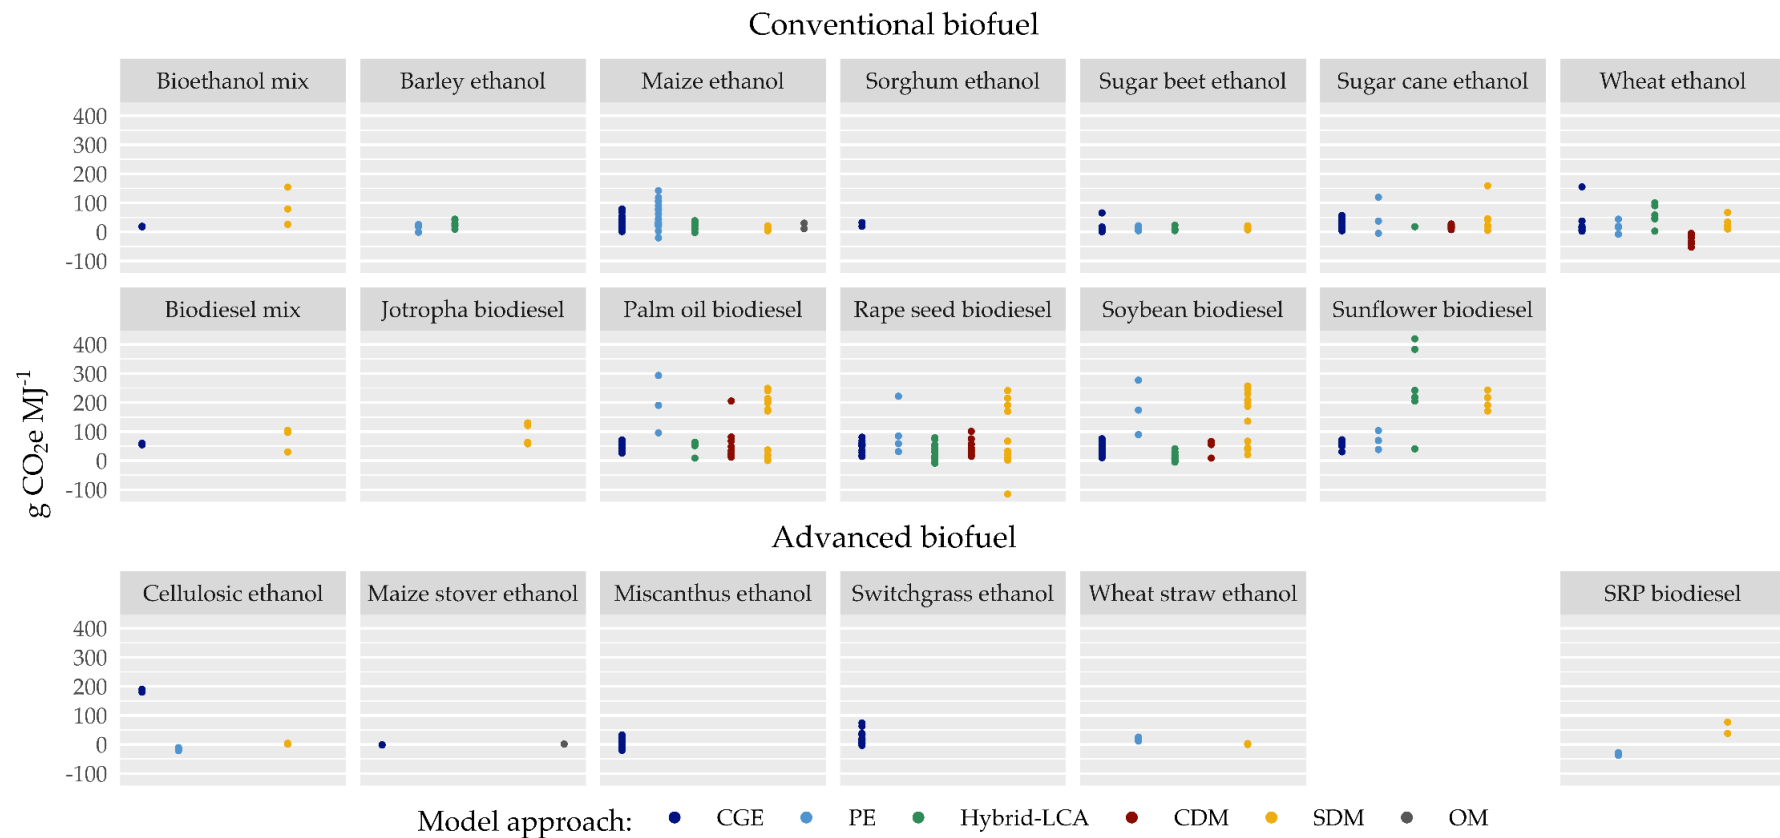 Conventional biofuel
Bioethanol mix Barley ethanol Maize ethanol Sorghum ethanol Sugar beet ethanol Sugar cane ethanol Wheat ethanol
400
300
200
100
0
-100
Biodiesel mix Jotropha biodiesel Palm oil biodiesel Rape seed biodiesel Soybean biodiesel Sunflower biodiesel
400
300
200
100
0
-100
g CO₂e MJ⁻¹
Advanced biofuel
Cellulosic ethanol Maize stover ethanol Miscanthus ethanol Switchgrass ethanol Wheat straw ethanol SRP biodiesel
400
300
200
100
0
-100
Model approach: CGE PE Hybrid-LCA CDM SDM OM